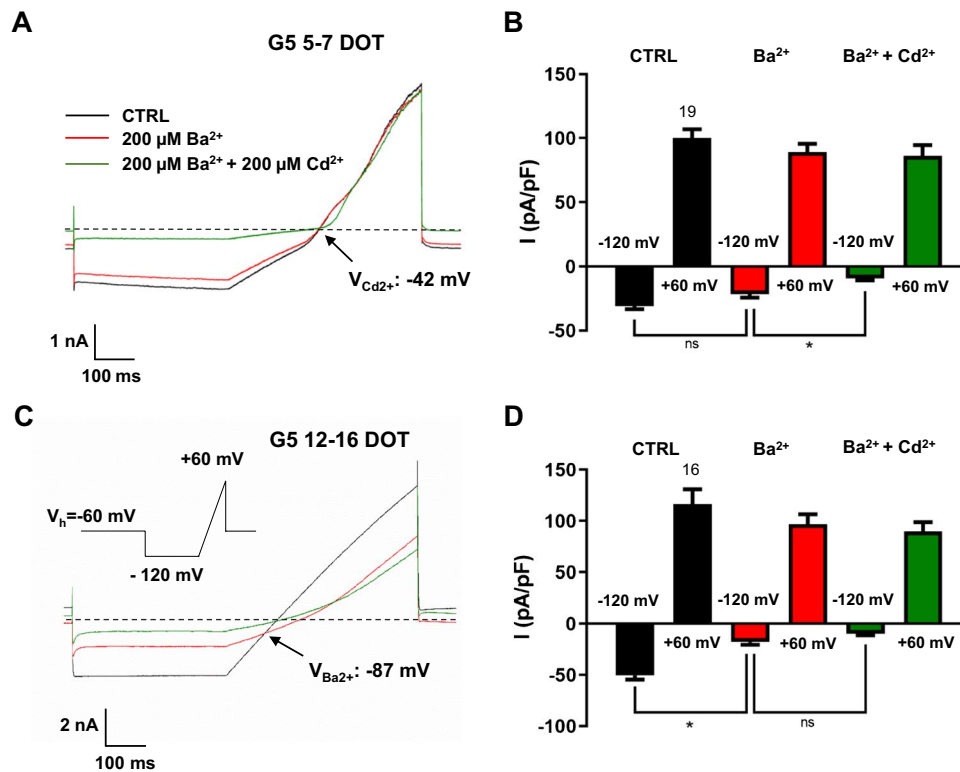 A
G5 5-7 DOT
CTRL
200 µM Ba²⁺
200 µM Ba²⁺ + 200 µM Cd²⁺
V_Cd2+: -42 mV
1 nA
100 ms
B
CTRL Ba²⁺ Ba²⁺ + Cd²⁺
I (pA/pF)
150
100
50
0
-50
19
-120 mV -120 mV -120 mV
+60 mV +60 mV +60 mV
ns *
C
G5 12-16 DOT
+60 mV
Vₕ=-60 mV
- 120 mV
V_Ba2+: -87 mV
2 nA
100 ms
D
CTRL Ba²⁺ Ba²⁺ + Cd²⁺
I (pA/pF)
150
100
50
0
-50
-100
16
-120 mV -120 mV -120 mV
+60 mV +60 mV +60 mV
* ns